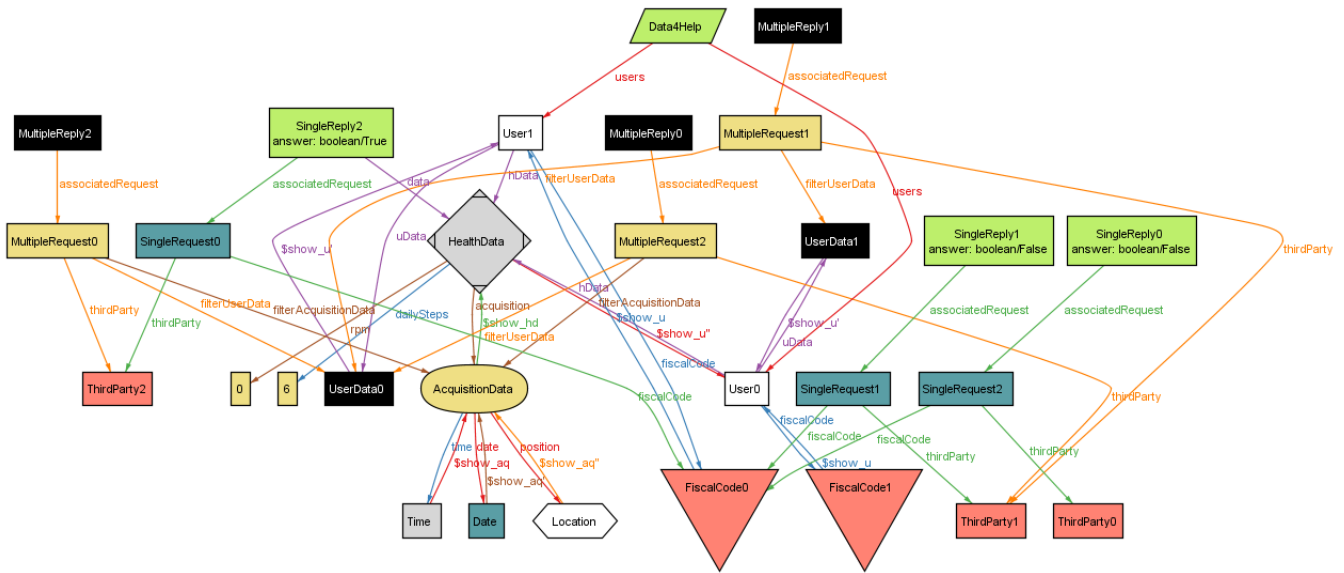 Data4Help
MultipleReply1
users
associatedRequest
MultipleReply2
SingleReply2
answer: boolean/True
User1
MultipleReply0
MultipleRequest1
associatedRequest
associatedRequest
data
hData
filterUserData
associatedRequest
filterUserData
users
MultipleRequest0
SingleRequest0
$show_u'
uData
HealthData
MultipleRequest2
UserData1
SingleReply1
answer: boolean/False
SingleReply0
answer: boolean/False
thirdParty
thirdParty
filterUserData
filterAcquisitionData
dailySteps
acquisition
hData
filterAcquisitionData
thirdParty
rpm
$show_hd
filterUserData
$show_u
$show_u''
$show_u'
uData
associatedRequest
associatedRequest
fiscalCode
ThirdParty2
0
6
UserData0
AcquisitionData
fiscalCode
User0
SingleRequest1
SingleRequest2
thirdParty
fiscalCode
fiscalCode
fiscalCode
time
date
position
$show_aq
$show_aq''
$show_aq'
$show_u
thirdParty
thirdParty
FiscalCode0
FiscalCode1
Time
Date
Location
ThirdParty1
ThirdParty0